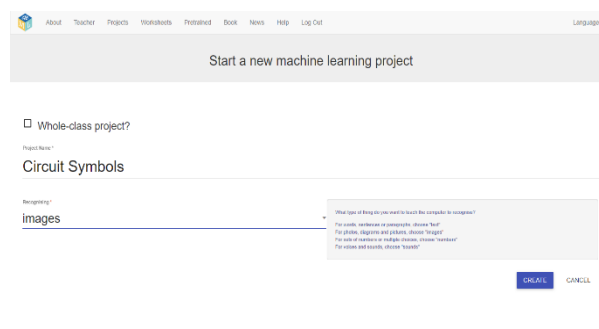 About Teacher Projects Worksheets Pretrained Book News Help Log Out Language
Start a new machine learning project
Whole-class project?
Project Name *
Circuit Symbols
Recognising *
images
What type of thing do you want to teach the computer to recognise?
For words, sentences or paragraphs, choose "text"
For photos, diagrams and pictures, choose "images"
For sets of numbers or multiple choices, choose "numbers"
For voices and sounds, choose "sounds"
CREATE CANCEL